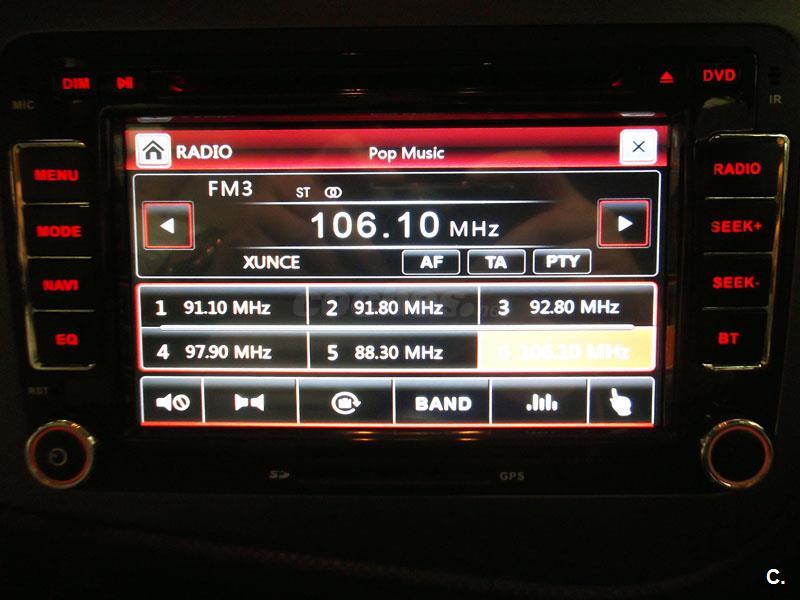 DIM
DVD
MIC
IR
RADIO Pop Music
MENU
MODE
NAVI
EQ
RST
FM3 ST
106.10 MHz
XUNCE AF TA PTY
1 91.10 MHz 2 91.80 MHz 3 92.80 MHz
4 97.90 MHz 5 88.30 MHz 6 106.10 MHz
BAND
RADIO
SEEK+
SEEK-
BT
SD GPS
C.